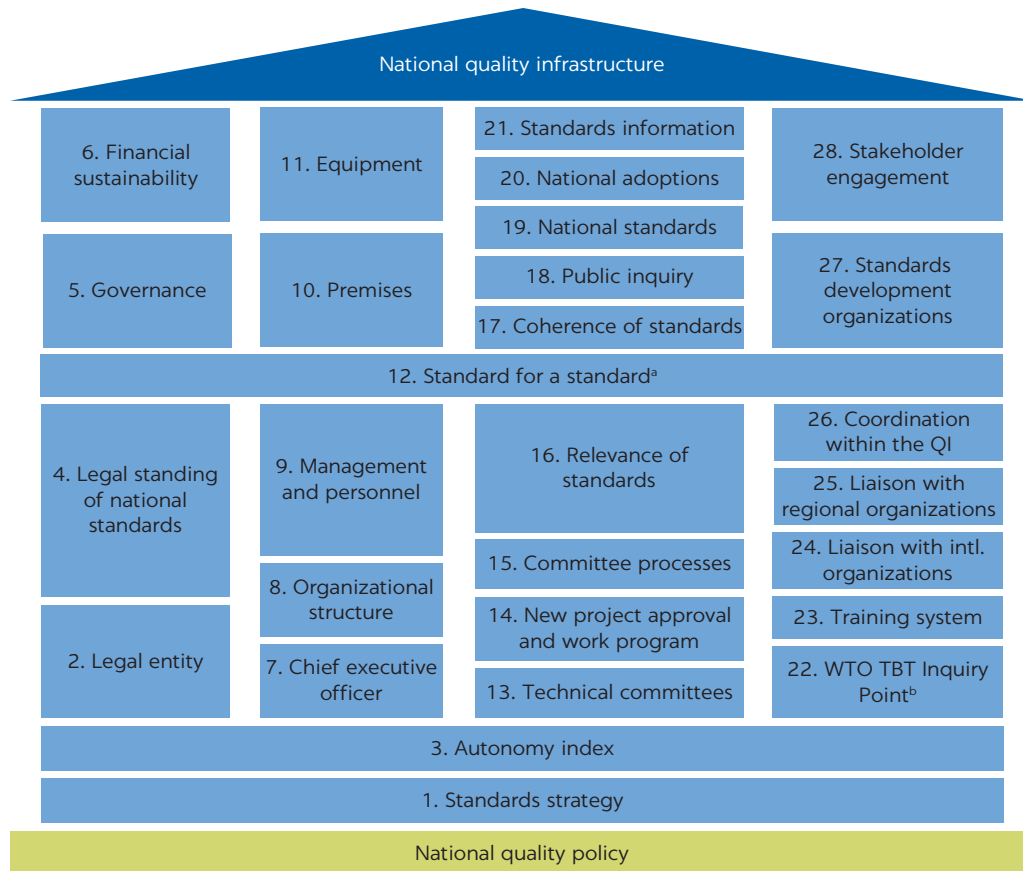 National quality infrastructure
6. Financial
sustainability
11. Equipment
21. Standards information
20. National adoptions
19. National standards
28. Stakeholder
engagement
5. Governance
10. Premises
18. Public inquiry
17. Coherence of standards
27. Standards
development
organizations
12. Standard for a standardᵃ
4. Legal standing
of national
standards
9. Management
and personnel
16. Relevance of
standards
26. Coordination
within the QI
25. Liaison with
regional organizations
24. Liaison with intl.
organizations
2. Legal entity
8. Organizational
structure
7. Chief executive
officer
15. Committee processes
14. New project approval
and work program
13. Technical committees
23. Training system
22. WTO TBT Inquiry
Pointᵇ
3. Autonomy index
1. Standards strategy
National quality policy